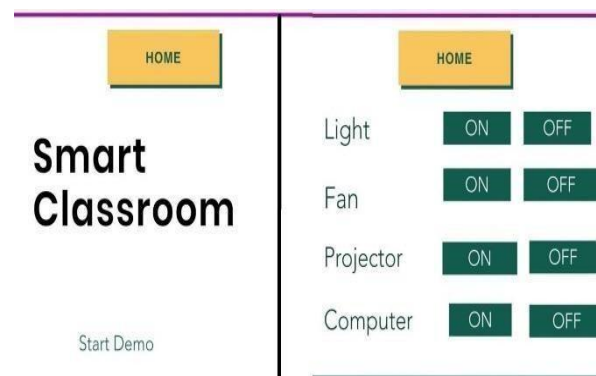 HOME
Smart
Classroom
Start Demo
HOME
Light ON OFF
Fan ON OFF
Projector ON OFF
Computer ON OFF